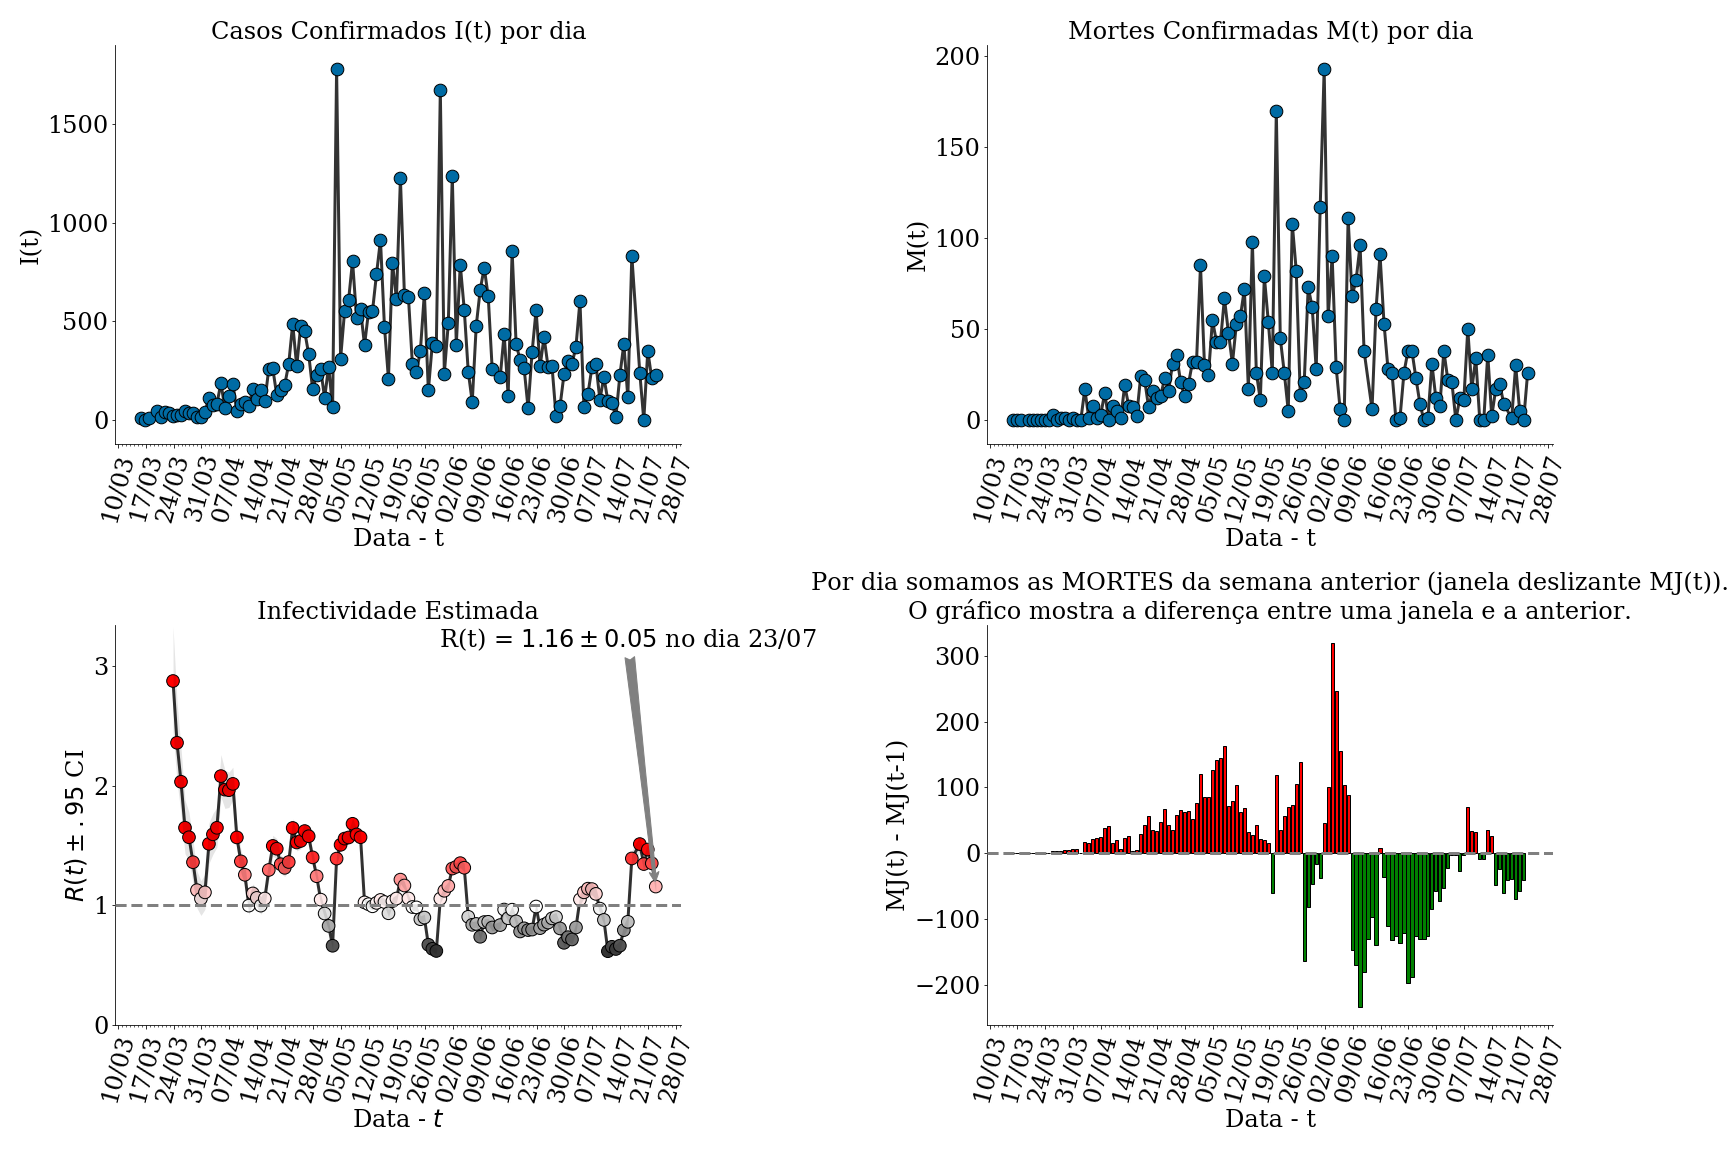 Casos Confirmados I(t) por dia
I(t)
1500
1000
500
0
10/03 17/03 24/03 31/03 07/04 14/04 21/04 28/04 05/05 12/05 19/05 26/05 02/06 09/06 16/06 23/06 30/06 07/07 14/07 21/07 28/07
Data - t
Mortes Confirmadas M(t) por dia
M(t)
200
150
100
50
0
10/03 17/03 24/03 31/03 07/04 14/04 21/04 28/04 05/05 12/05 19/05 26/05 02/06 09/06 16/06 23/06 30/06 07/07 14/07 21/07 28/07
Data - t
Infectividade Estimada
R(t) = 1.16 ± 0.05 no dia 23/07
R(t) ± .95 CI
3
2
1
0
10/03 17/03 24/03 31/03 07/04 14/04 21/04 28/04 05/05 12/05 19/05 26/05 02/06 09/06 16/06 23/06 30/06 07/07 14/07 21/07 28/07
Data - t
Por dia somamos as MORTES da semana anterior (janela deslizante MJ(t)).
O gráfico mostra a diferença entre uma janela e a anterior.
MJ(t) - MJ(t-1)
300
200
100
0
−100
−200
10/03 17/03 24/03 31/03 07/04 14/04 21/04 28/04 05/05 12/05 19/05 26/05 02/06 09/06 16/06 23/06 30/06 07/07 14/07 21/07 28/07
Data - t